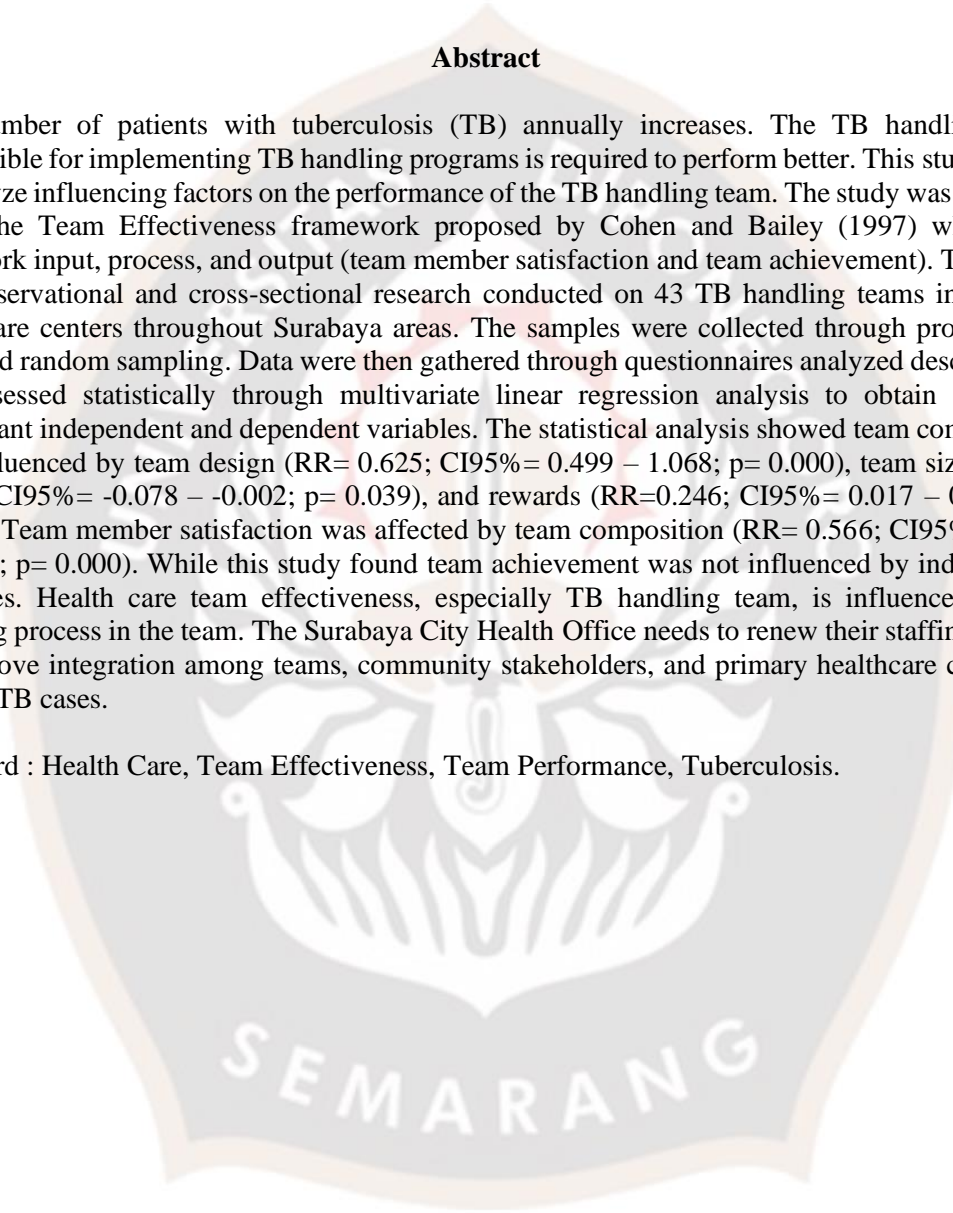 Abstract
umber of patients with tuberculosis (TB) annually increases. The TB handli
ible for implementing TB handling programs is required to perform better. This stu
yze influencing factors on the performance of the TB handling team. The study was
he Team Effectiveness framework proposed by Cohen and Bailey (1997) w
rk input, process, and output (team member satisfaction and team achievement). T
servational and cross-sectional research conducted on 43 TB handling teams in
are centers throughout Surabaya areas. The samples were collected through pro
d random sampling. Data were then gathered through questionnaires analyzed desc
sessed statistically through multivariate linear regression analysis to obtain
ant independent and dependent variables. The statistical analysis showed team con
luenced by team design (RR= 0.625; CI95%= 0.499 – 1.068; p= 0.000), team siz
CI95%= -0.078 – -0.002; p= 0.039), and rewards (RR=0.246; CI95%= 0.017 – 0
Team member satisfaction was affected by team composition (RR= 0.566; CI95%
; p= 0.000). While this study found team achievement was not influenced by ind
es. Health care team effectiveness, especially TB handling team, is influence
g process in the team. The Surabaya City Health Office needs to renew their staffin
ove integration among teams, community stakeholders, and primary healthcare c
TB cases.
rd : Health Care, Team Effectiveness, Team Performance, Tuberculosis.
UNIVERSITAS DIPONEGORO
SEMARANG